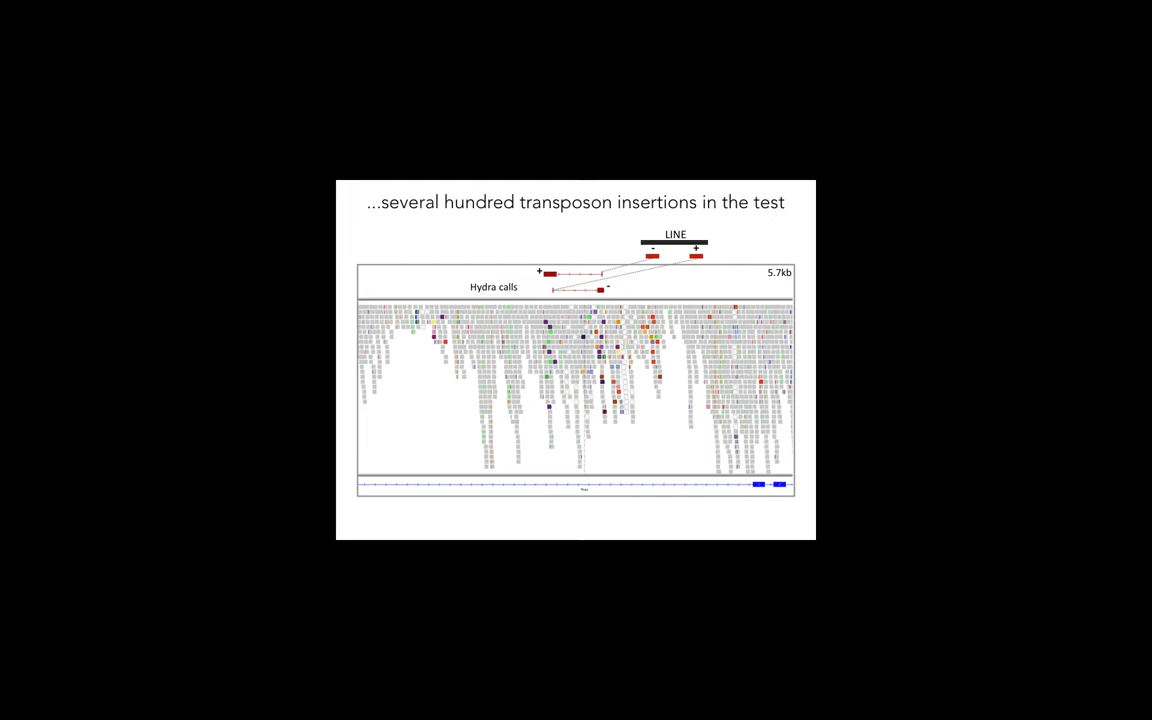 ...several hundred transposon insertions in the test
LINE
- +
+
5.7kb
Hydra calls
-